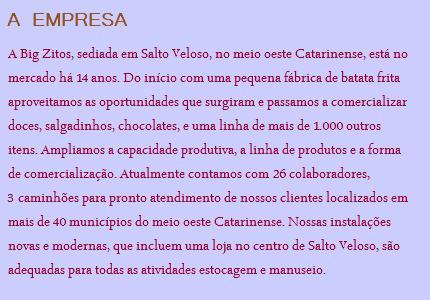 A EMPRESA
A Big Zitos, sediada em Salto Veloso, no meio oeste Catarinense, está no
mercado há 14 anos. Do início com uma pequena fábrica de batata frita
aproveitamos as oportunidades que surgiram e passamos a comercializar
doces, salgadinhos, chocolates, e uma linha de mais de 1.000 outros
itens. Ampliamos a capacidade produtiva, a linha de produtos e a forma
de comercialização. Atualmente contamos com 26 colaboradores,
3 caminhões para pronto atendimento de nossos clientes localizados em
mais de 40 municípios do meio oeste Catarinense. Nossas instalações
novas e modernas, que incluem uma loja no centro de Salto Veloso, são
adequadas para todas as atividades estocagem e manuseio.